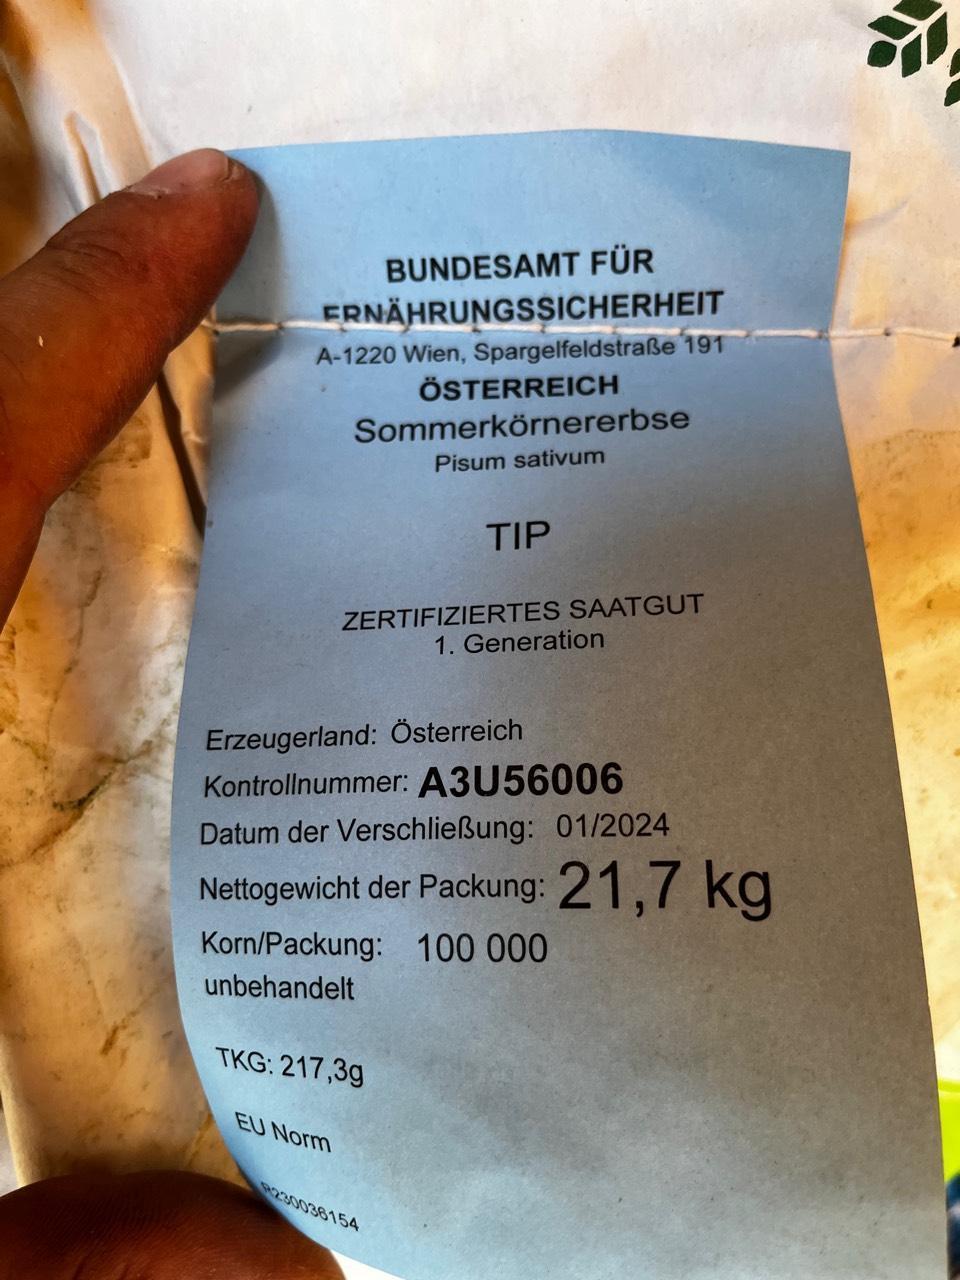 BUNDESAMT FÜR
ERNÄHRUNGSSICHERHEIT
A-1220 Wien, Spargelfeldstraße 191
ÖSTERREICH
Sommerkörnererbse
Pisum sativum
TIP
ZERTIFIZIERTES SAATGUT
1. Generation
Erzeugerland: Österreich
Kontrollnummer: A3U56006
Datum der Verschließung: 01/2024
Nettogewicht der Packung: 21,7 kg
Korn/Packung: 100 000
unbehandelt
TKG: 217,3g
EU Norm
R230036154